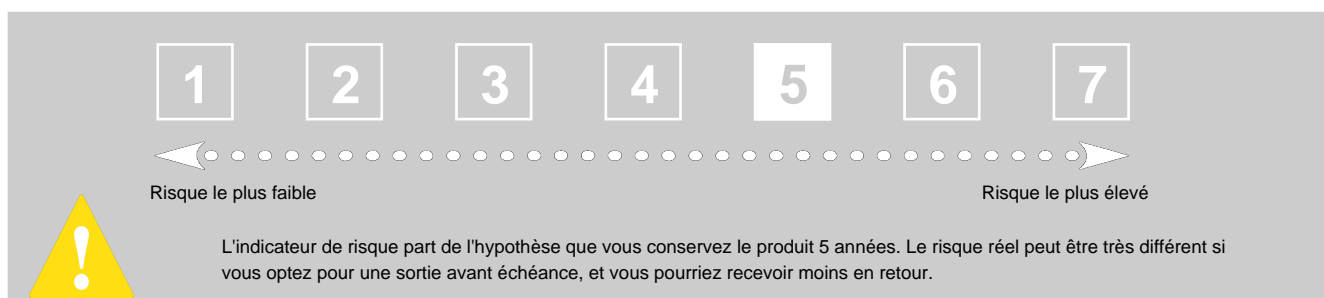 1 2 3 4 5 6 7
Risque le plus faible Risque le plus élevé
!
L'indicateur de risque part de l'hypothèse que vous conservez le produit 5 années. Le risque réel peut être très différent si
vous optez pour une sortie avant échéance, et vous pourriez recevoir moins en retour.